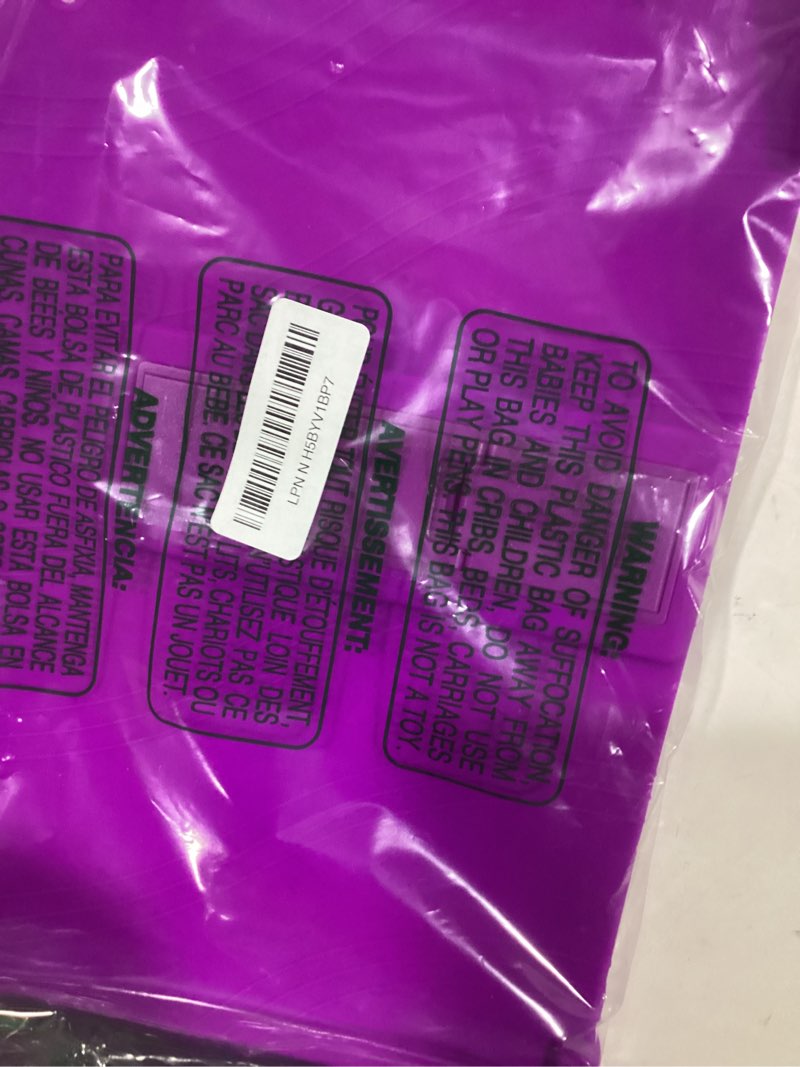 WARNING:
TO AVOID DANGER OF SUFFOCATION,
KEEP THIS PLASTIC BAG AWAY FROM
BABIES AND CHILDREN, DO NOT USE
THIS BAG IN CRIBS, BEDS, CARRIAGES
OR PLAY PENS. THIS BAG IS NOT A TOY.
AVERTISSEMENT:
TOUT RISQUE D'ÉTOUFFEMENT,
LOIN DES
N'UTILISEZ PAS CE
LITS CHARIOTS OU
PARC AU BEBE CE SAC N'EST PAS UN JOUET.
LPN N H5BYV1BP7
ADVERTENCIA:
PARA EVITAR EL PELIGRO DE ASFIXIA, MANTENGA
ESTA BOLSA DE PLASTICO FUERA DEL ALCANCE
DE BEEES Y NIÑOS. NO USAR ESTA BOLSA EN
CUNAS, CAMAS,